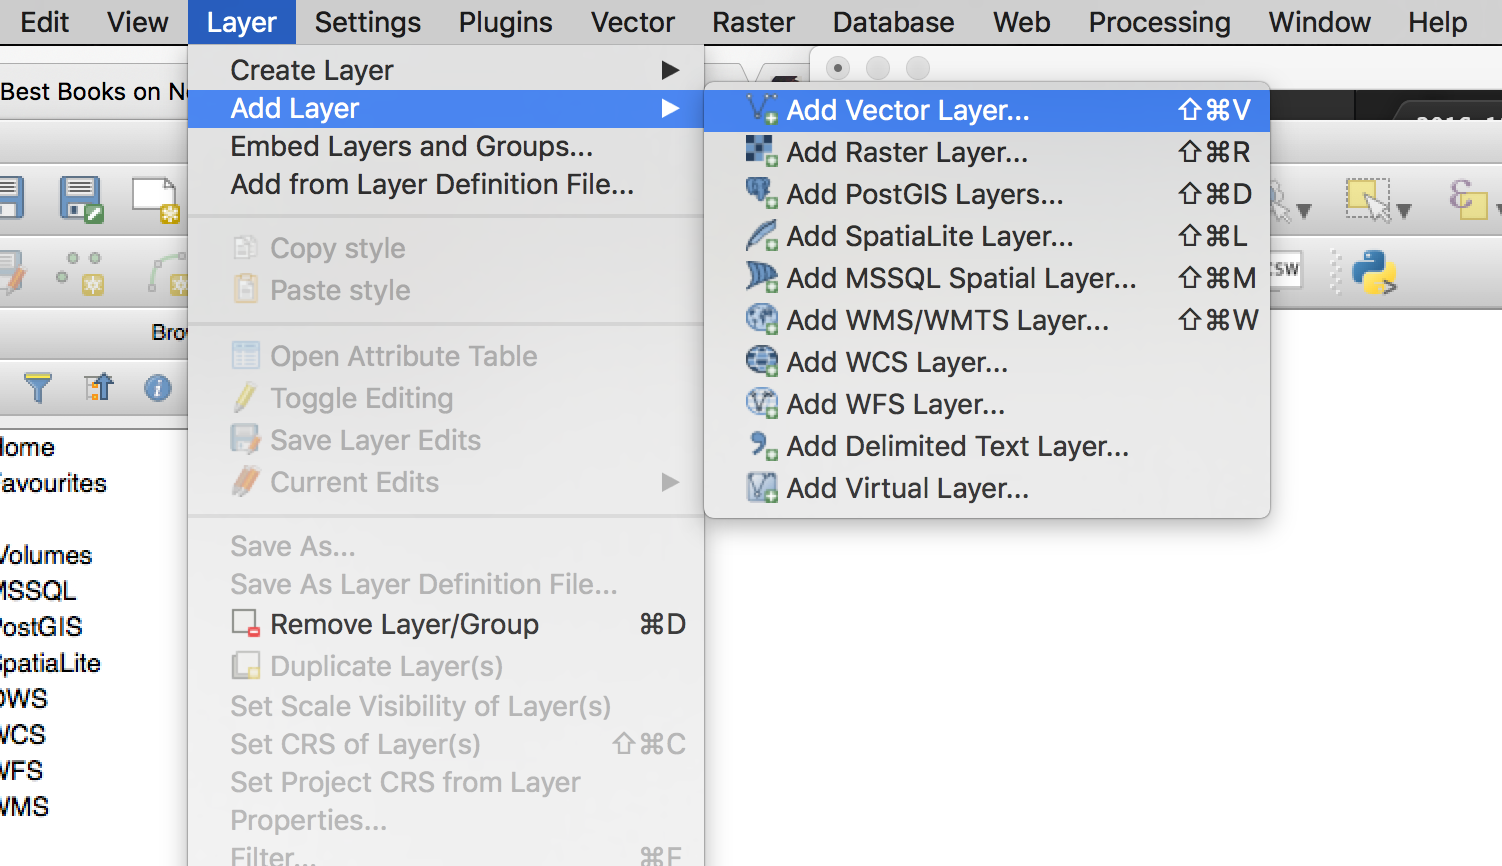 Edit View Layer Settings Plugins Vector Raster Database Web Processing Window Help
Best Books on
Create Layer
Add Layer
Embed Layers and Groups...
Add from Layer Definition File...
Copy style
Paste style
Open Attribute Table
Toggle Editing
Save Layer Edits
Current Edits
Save As...
Save As Layer Definition File...
Remove Layer/Group ⌘D
Duplicate Layer(s)
Set Scale Visibility of Layer(s)
Set CRS of Layer(s) ⇧⌘C
Set Project CRS from Layer
Properties...
Filter... ⌘F
Add Vector Layer... ⇧⌘V
Add Raster Layer... ⇧⌘R
Add PostGIS Layers... ⇧⌘D
Add SpatiaLite Layer... ⇧⌘L
Add MSSQL Spatial Layer... ⇧⌘M
Add WMS/WMTS Layer... ⇧⌘W
Add WCS Layer...
Add WFS Layer...
Add Delimited Text Layer...
Add Virtual Layer...
Home
Favourites
Volumes
MSSQL
PostGIS
SpatiaLite
OWS
WCS
WFS
WMS